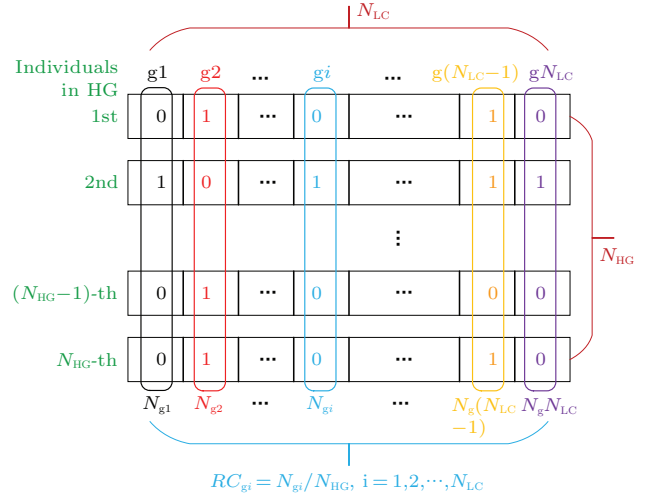 N_LC
Individuals in HG g1 g2 ... gi ... g(N_LC−1) gN_LC
1st 0 1 ... 0 ... 1 0
2nd 1 0 ... 1 ... 1 1
⋮
N_HG
(N_HG−1)-th 0 1 ... 0 ... 0 0
N_HG-th 0 1 ... 0 ... 1 0
N_g1 N_g2 ... N_gi ... N_g(N_LC −1) N_gN_LC
RC_gi = N_gi/N_HG, i = 1,2,⋯,N_LC